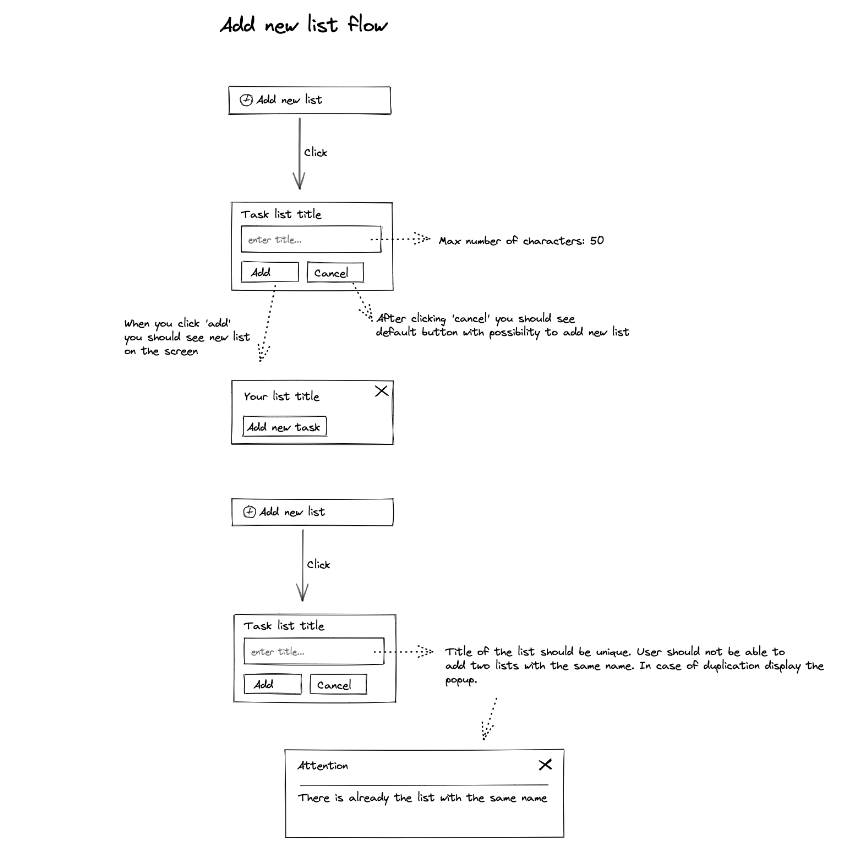 Add new list flow
Add new list
Click
Task list title
enter title...
Max number of characters: 50
Add
Cancel
When you click 'add'
you should see new list
on the screen
After clicking 'cancel' you should see
default button with possibility to add new list
Your list title
Add new task
Add new list
Click
Task list title
enter title...
Title of the list should be unique. User should not be able to
add two lists with the same name. In case of duplication display the
popup.
Add
Cancel
Attention
There is already the list with the same name